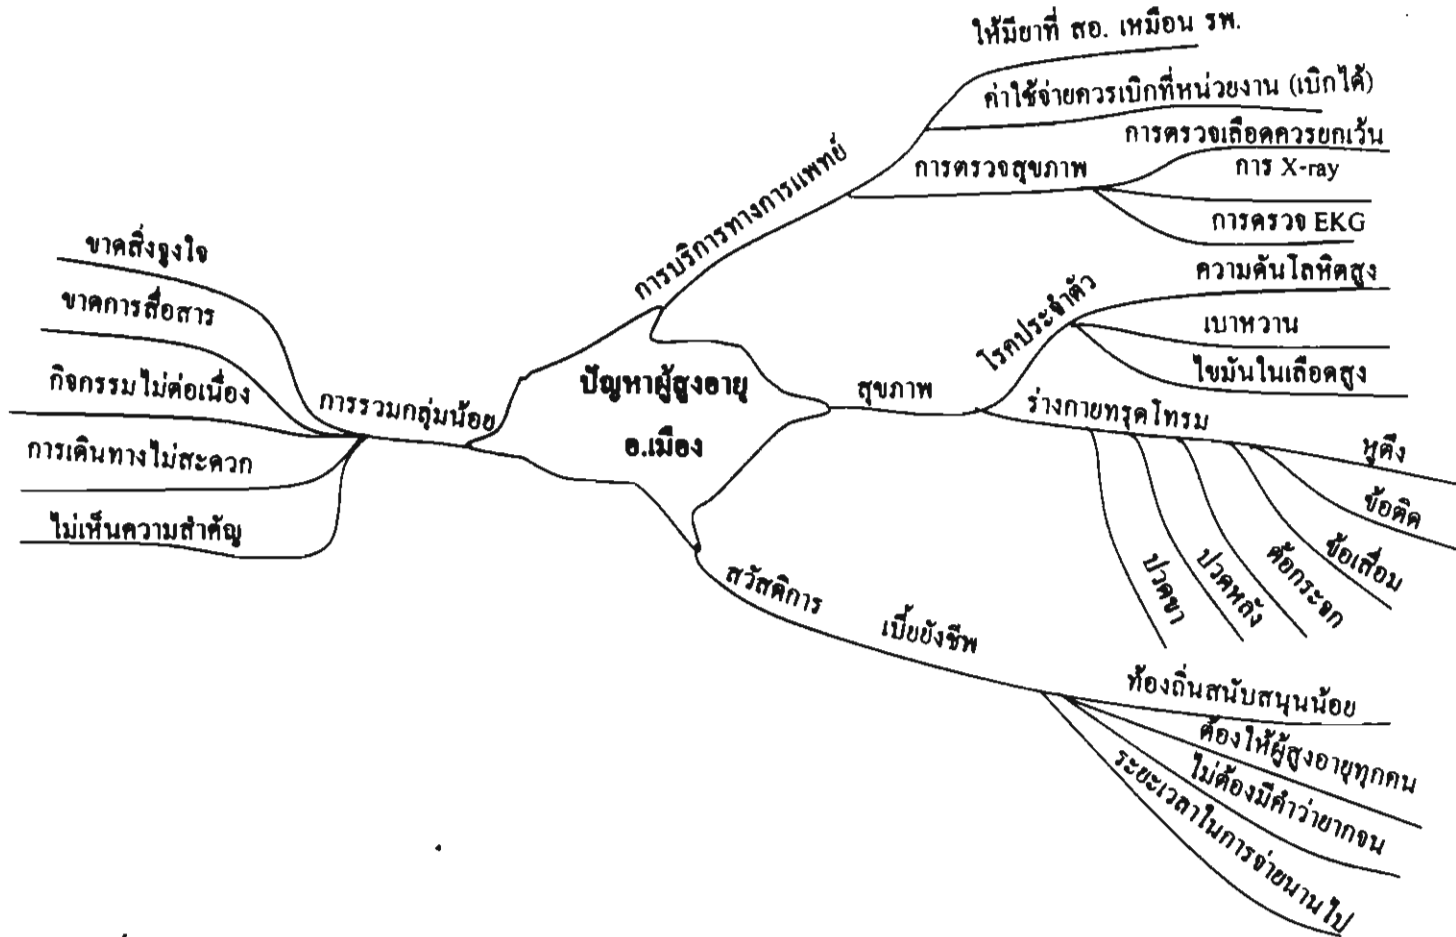 ปัญหาผู้สูงอายุ
อ.เมือง
การบริการทางการแพทย์
ให้มียาที่ สอ. เหมือน รพ.
ค่าใช้จ่ายควรเบิกที่หน่วยงาน (เบิกได้)
การตรวจสุขภาพ
การตรวจเลือดควรยกเว้น
การ X-ray
การตรวจ EKG
สุขภาพ
โรคประจำตัว
ความดันโลหิตสูง
เบาหวาน
ไขมันในเลือดสูง
ร่างกายทรุดโทรม
หูตึง
ข้อติด
ข้อเสื่อม
ต้อกระจก
ปวดหลัง
ปวดขา
สวัสดิการ
เบี้ยยังชีพ
ท้องถิ่นสนับสนุนน้อย
ต้องให้ผู้สูงอายุทุกคน
ไม่ต้องมีคำว่ายากจน
ระยะเวลาในการจ่ายนานไป
การรวมกลุ่มน้อย
ขาดสิ่งจูงใจ
ขาดการสื่อสาร
กิจกรรมไม่ต่อเนื่อง
การเดินทางไม่สะดวก
ไม่เห็นความสำคัญ